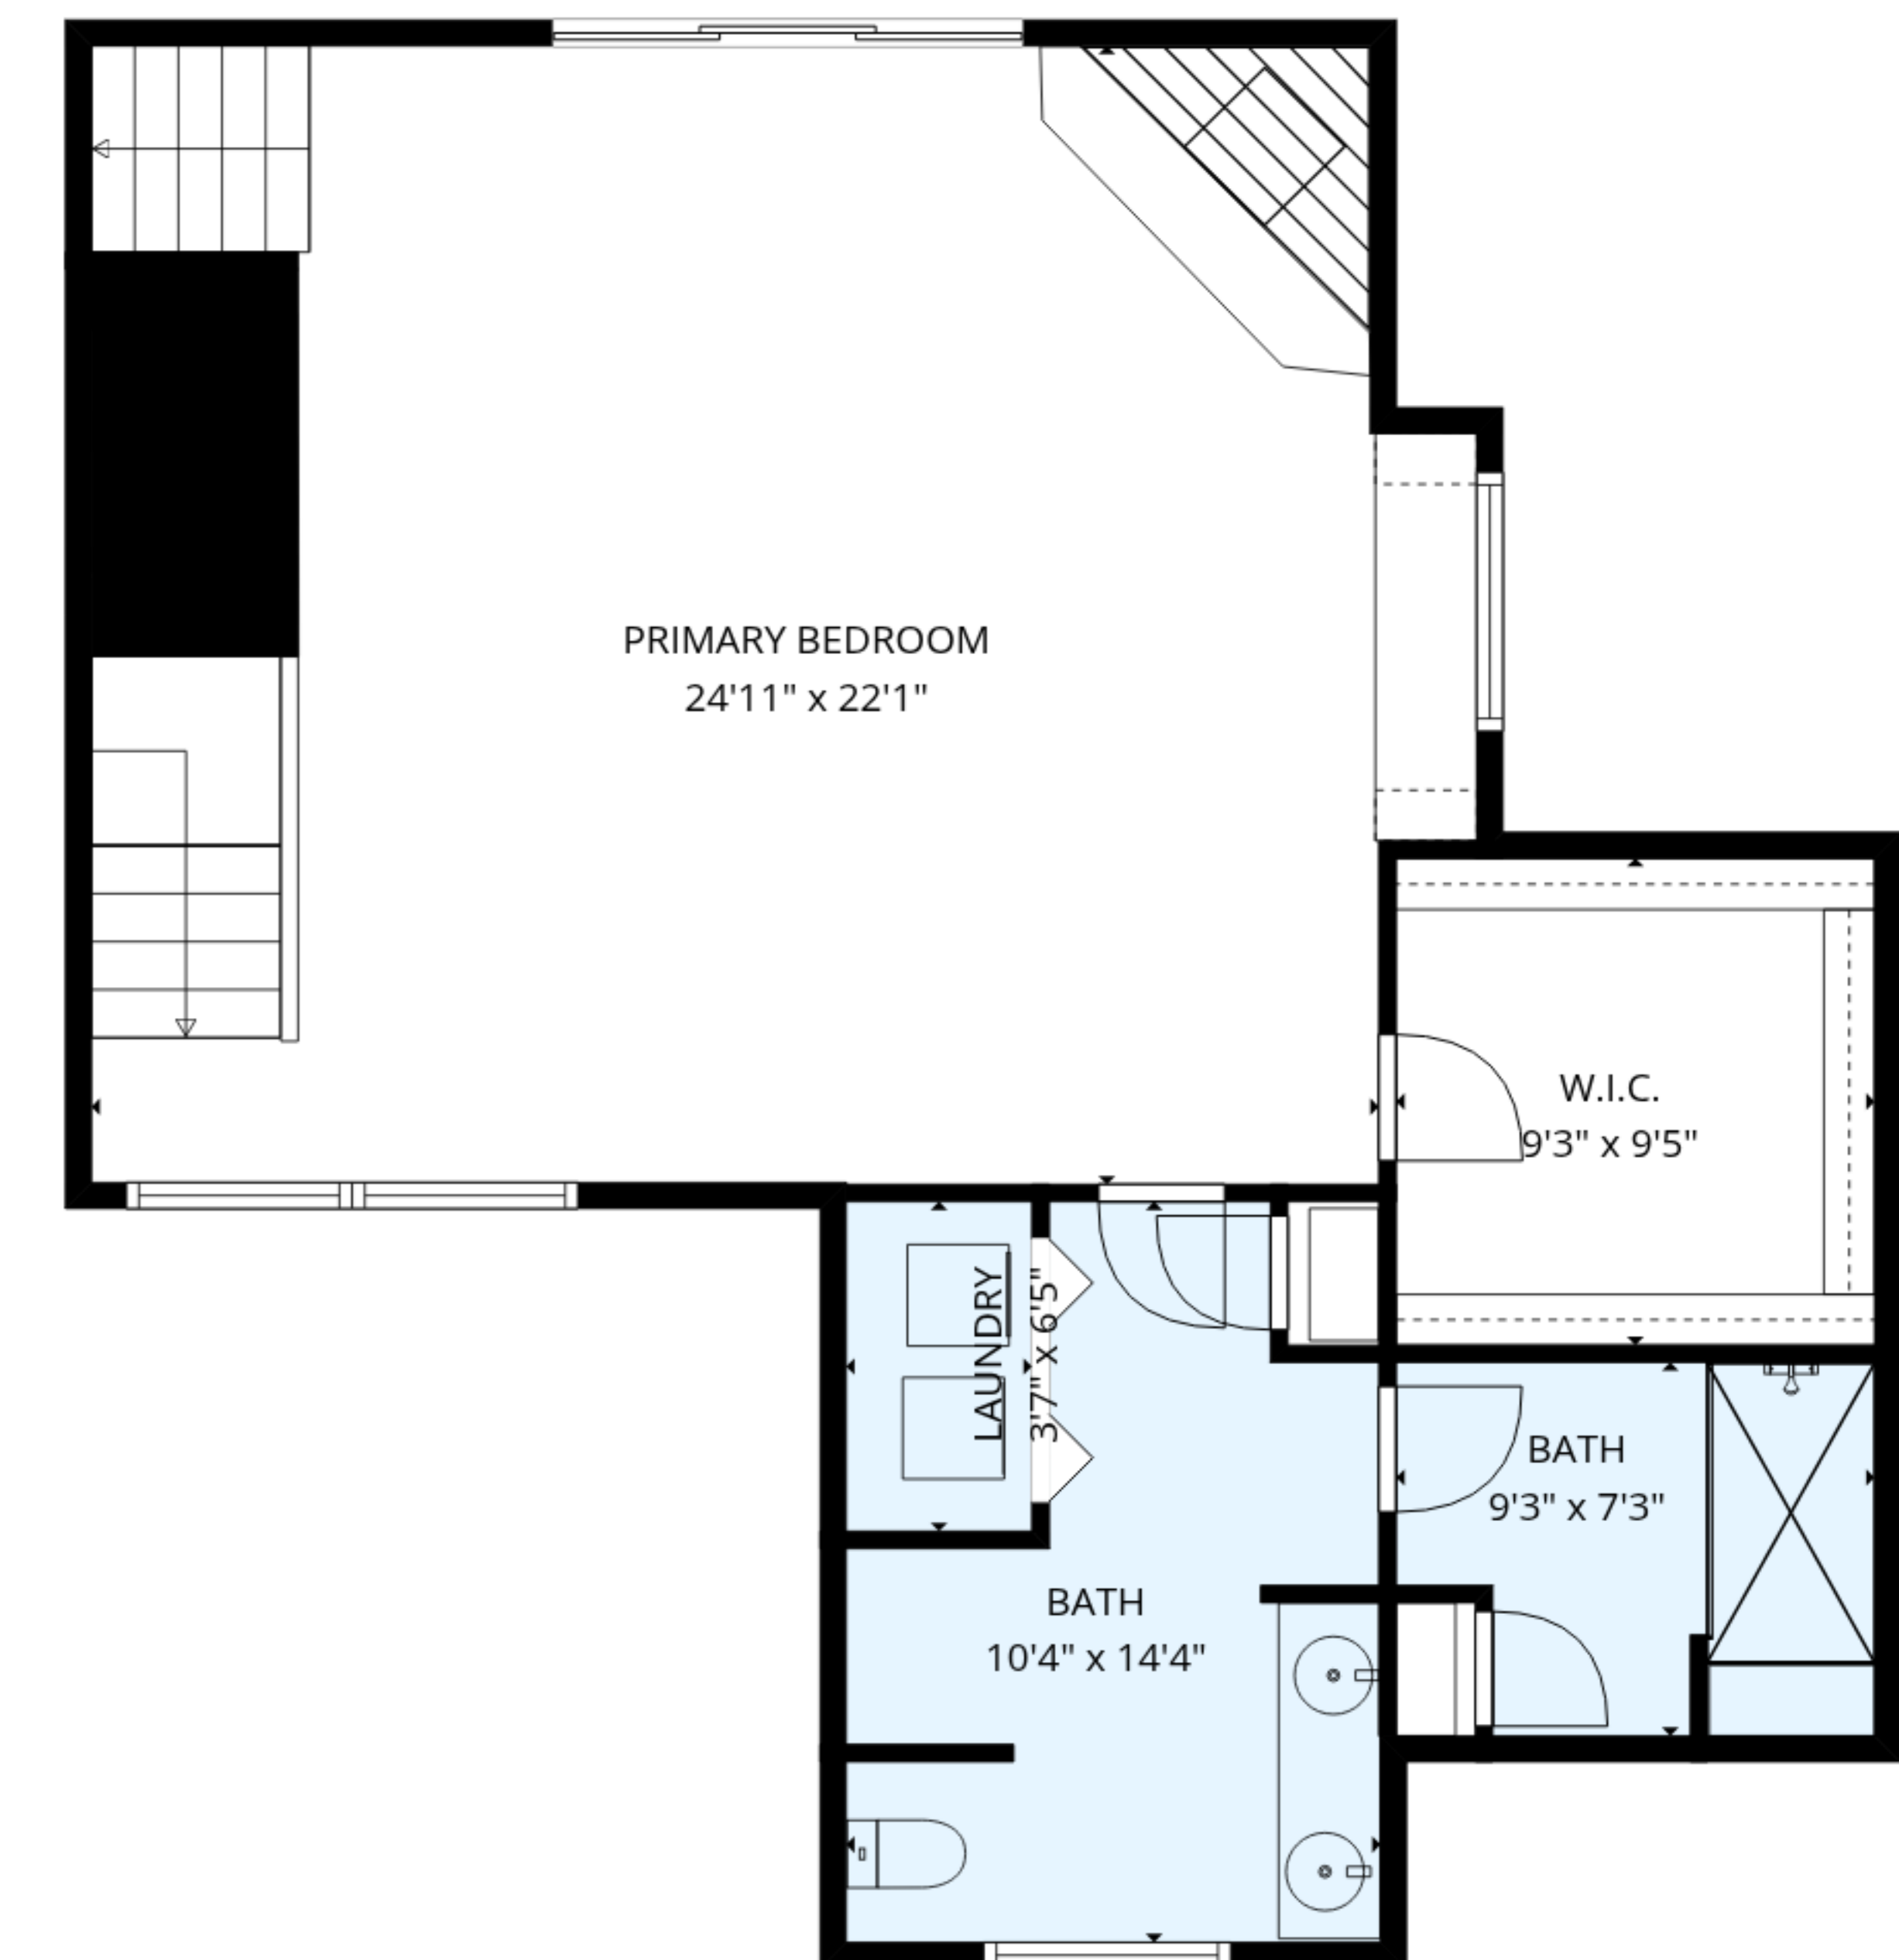 PRIMARY BEDROOM
24'11" x 22'1"
W.I.C.
9'3" x 9'5"
LAUNDRY
3'7" x 6'5"
BATH
9'3" x 7'3"
BATH
10'4" x 14'4"